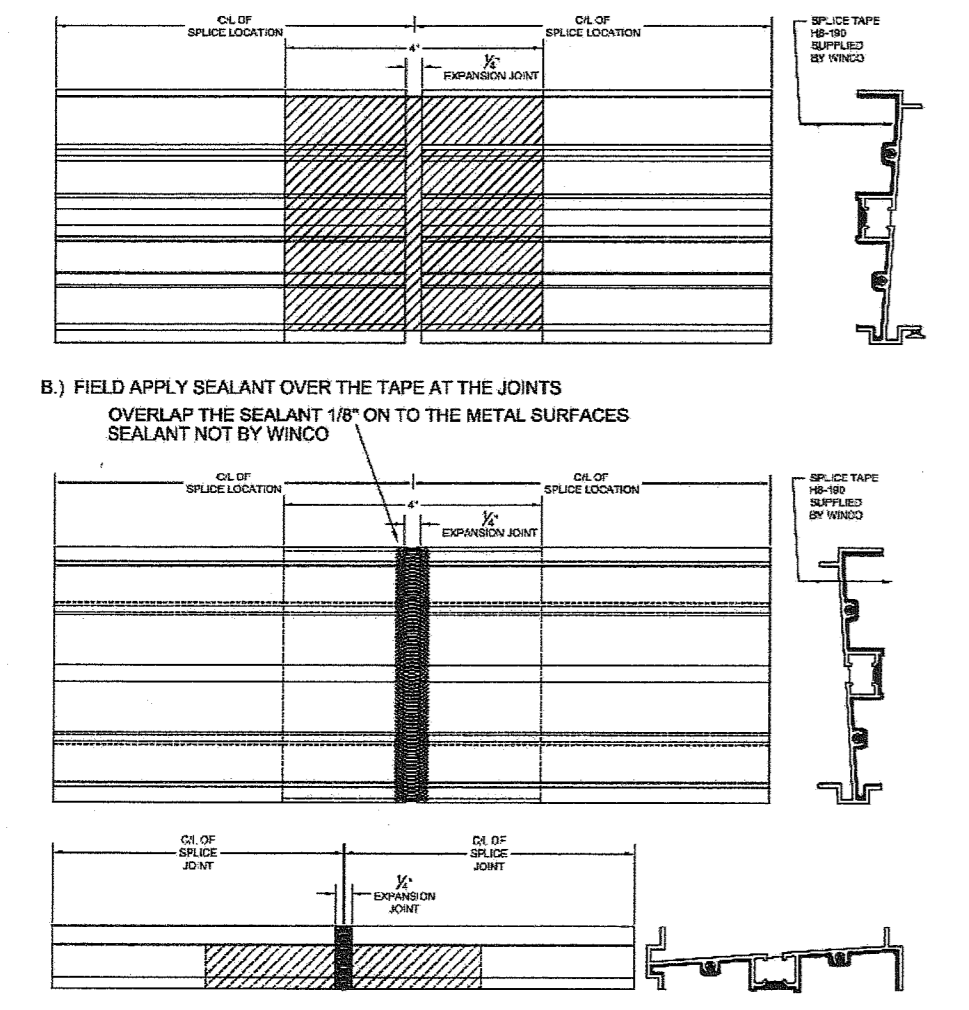 C/L OF
SPLICE LOCATION
C/L OF
SPLICE LOCATION
4"
1/4"
EXPANSION JOINT
SPLICE TAPE
H8-190
SUPPLIED
BY WINCO
B.) FIELD APPLY SEALANT OVER THE TAPE AT THE JOINTS
OVERLAP THE SEALANT 1/8" ON TO THE METAL SURFACES
SEALANT NOT BY WINCO
C/L OF
SPLICE LOCATION
C/L OF
SPLICE LOCATION
4"
1/4"
EXPANSION JOINT
SPLICE TAPE
H8-190
SUPPLIED
BY WINCO
C/L OF
SPLICE
JOINT
C/L OF
SPLICE
JOINT
1/4"
EXPANSION
JOINT